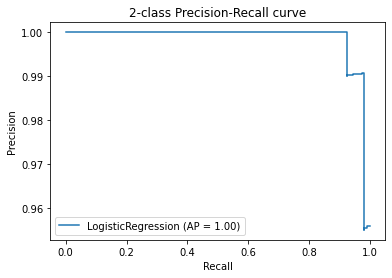 2-class Precision-Recall curve
1.00
0.99
0.98
0.97
0.96
Precision
LogisticRegression (AP = 1.00)
0.0 0.2 0.4 0.6 0.8 1.0
Recall